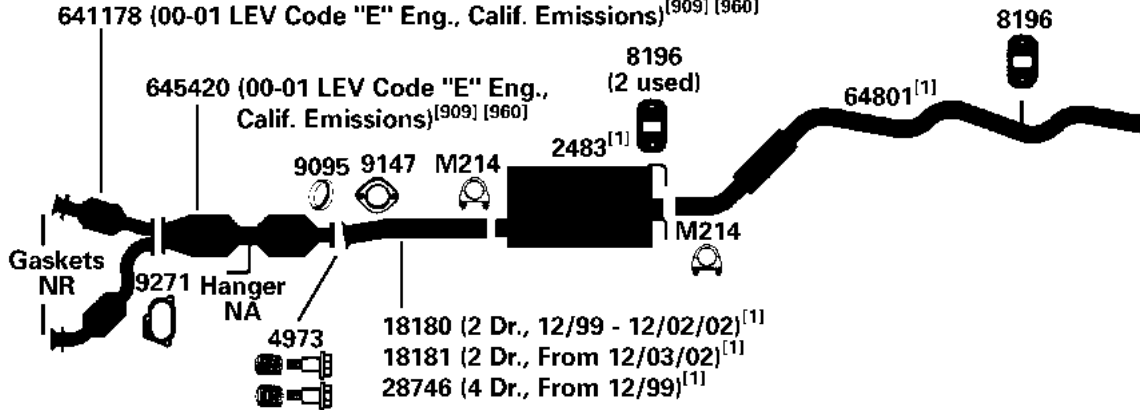 641178 (00-01 LEV Code "E" Eng., Calif. Emissions)[909] [960]
8196
8196
(2 used)
645420 (00-01 LEV Code "E" Eng.,
Calif. Emissions)[909] [960]
64801[1]
2483[1]
9095
9147
M214
M214
Gaskets
NR
9271
Hanger
NA
4973
18180 (2 Dr., 12/99 - 12/02/02)[1]
18181 (2 Dr., From 12/03/02)[1]
28746 (4 Dr., From 12/99)[1]